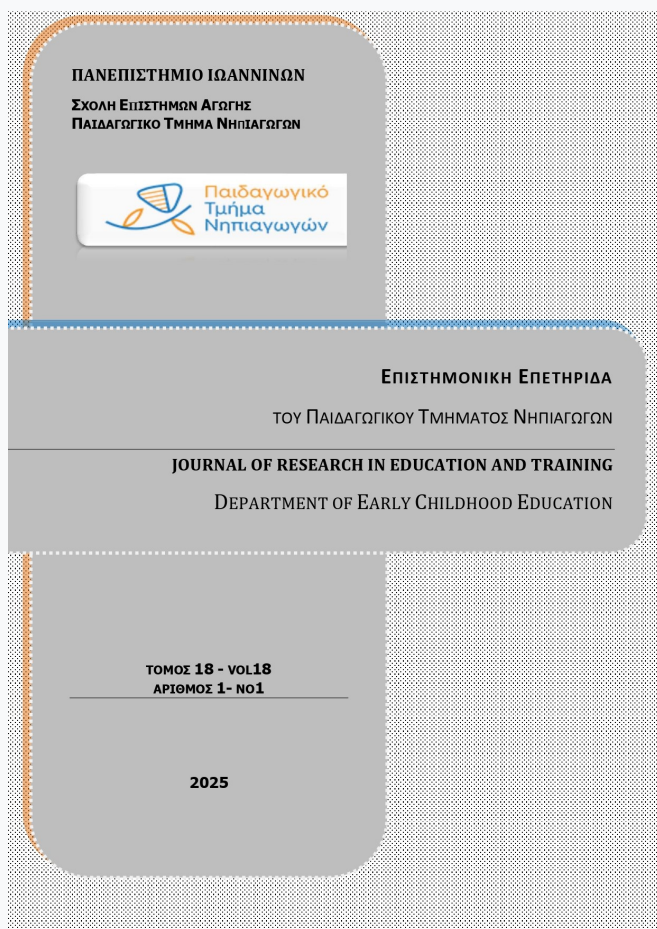 ΠΑΝΕΠΙΣΤΗΜΙΟ ΙΩΑΝΝΙΝΩΝ
ΣΧΟΛΗ ΕΠΙΣΤΗΜΩΝ ΑΓΩΓΗΣ
ΠΑΙΔΑΓΩΓΙΚΟ ΤΜΗΜΑ ΝΗΠΙΑΓΩΓΩΝ
Παιδαγωγικό
Τμήμα
Νηπιαγωγών
ΕΠΙΣΤΗΜΟΝΙΚΗ ΕΠΕΤΗΡΙΔΑ
ΤΟΥ ΠΑΙΔΑΓΩΓΙΚΟΥ ΤΜΗΜΑΤΟΣ ΝΗΠΙΑΓΩΓΩΝ
JOURNAL OF RESEARCH IN EDUCATION AND TRAINING
DEPARTMENT OF EARLY CHILDHOOD EDUCATION
ΤΟΜΟΣ 18 - VOL18
ΑΡΙΘΜΟΣ 1- NO1
2025